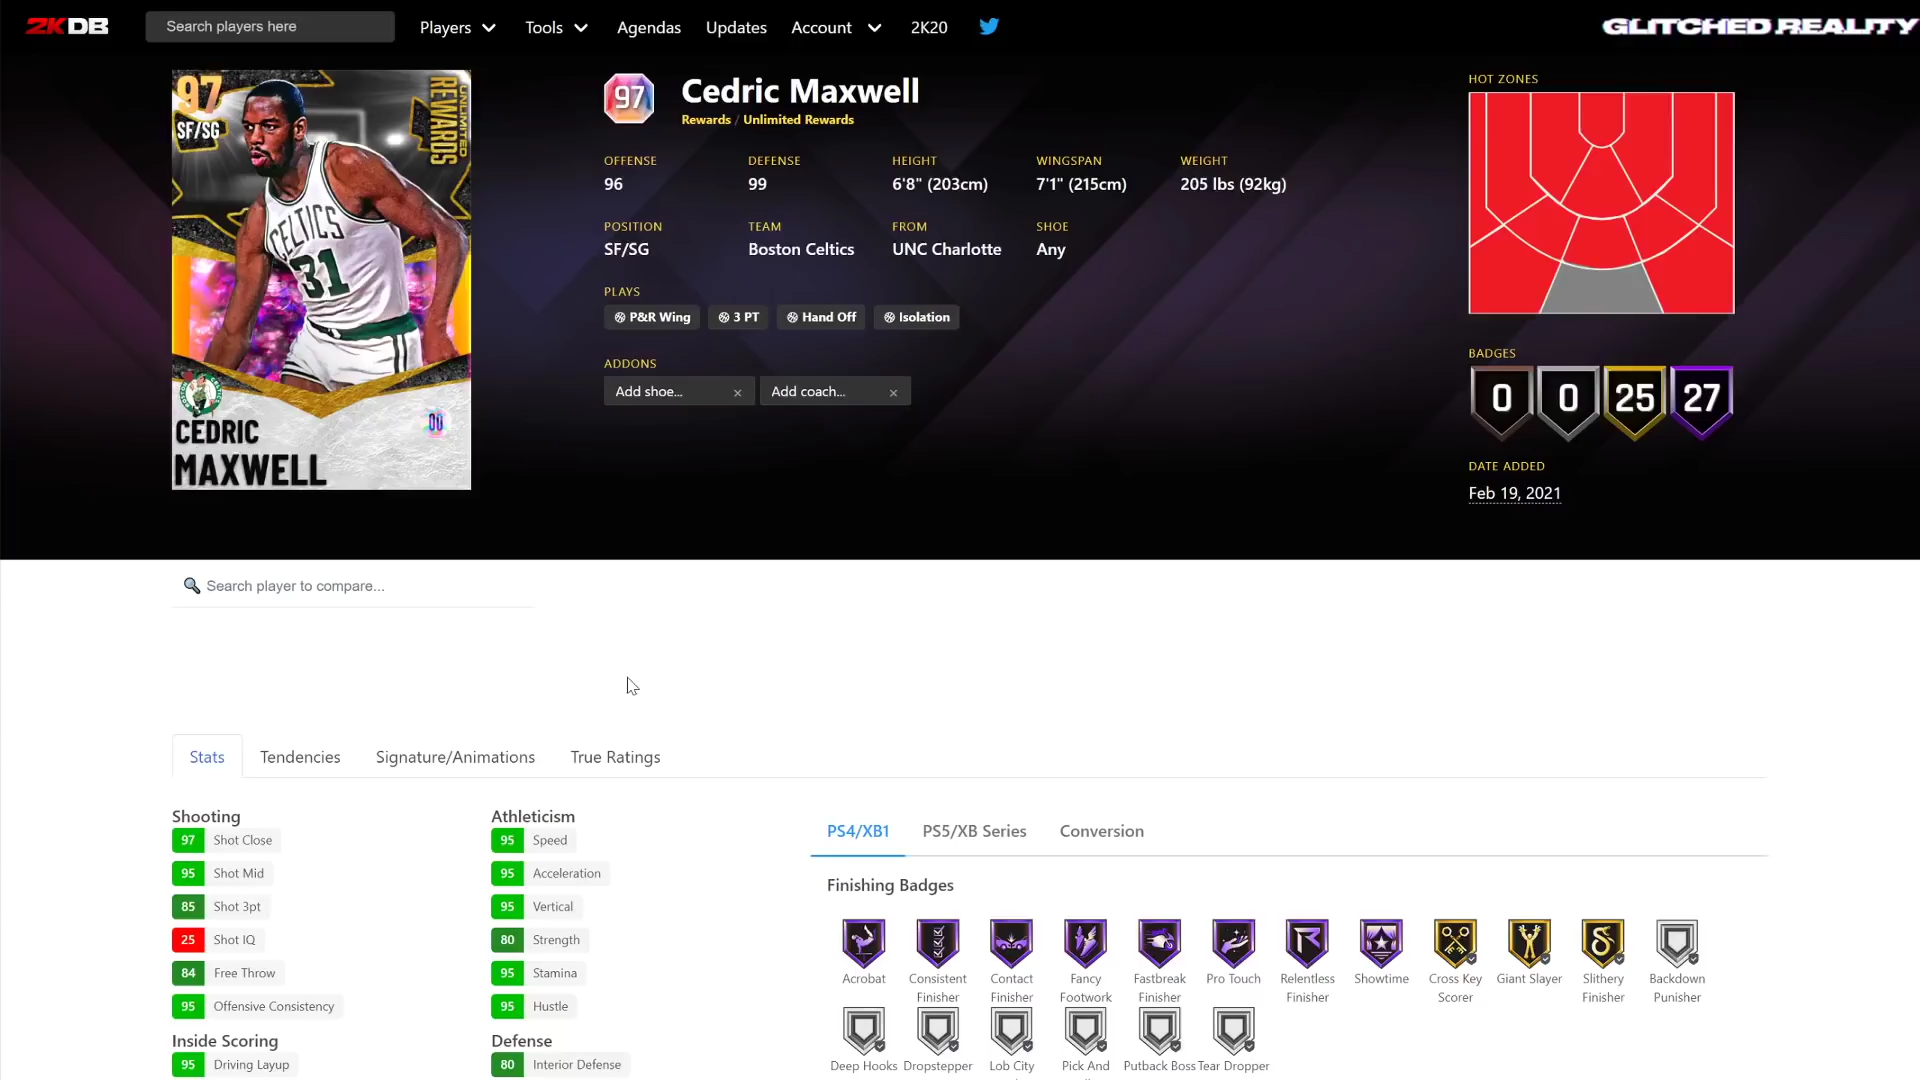 2KDB
Search players here
Players
Tools
Agendas
Updates
Account
2K20
GLITCHED REALITY
97
SF/SG
UNLIMITED
REWARDS
CELTICS
31
CEDRIC
MAXWELL
97
Cedric Maxwell
Rewards / Unlimited Rewards
OFFENSE DEFENSE HEIGHT WINGSPAN WEIGHT
96 99 6'8" (203cm) 7'1" (215cm) 205 lbs (92kg)
POSITION TEAM FROM SHOE
SF/SG Boston Celtics UNC Charlotte Any
PLAYS
P&R Wing 3 PT Hand Off Isolation
ADDONS
Add shoe... × Add coach... ×
HOT ZONES
BADGES
0 0 25 27
DATE ADDED
Feb 19, 2021
Search player to compare...
Stats Tendencies Signature/Animations True Ratings
Shooting
97 Shot Close
95 Shot Mid
85 Shot 3pt
25 Shot IQ
84 Free Throw
95 Offensive Consistency
Inside Scoring
95 Driving Layup
Athleticism
95 Speed
95 Acceleration
95 Vertical
80 Strength
95 Stamina
95 Hustle
Defense
80 Interior Defense
PS4/XB1 PS5/XB Series Conversion
Finishing Badges
Acrobat
Consistent
Finisher
Contact
Finisher
Fancy
Footwork
Fastbreak
Finisher
Pro Touch
Relentless
Finisher
Showtime
Cross Key
Scorer
Giant Slayer
Slithery
Finisher
Backdown
Punisher
Deep Hooks
Dropstepper
Lob City
Pick And
Putback Boss
Tear Dropper